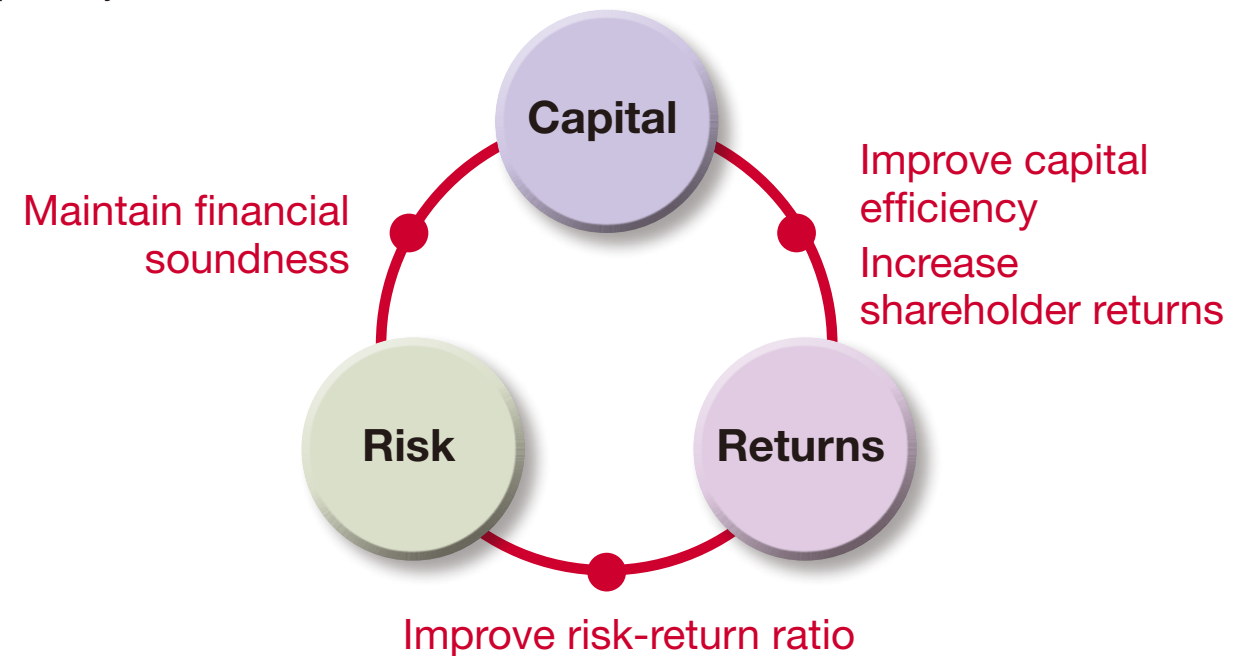 Capital
Improve capital
efficiency
Increase
shareholder returns
Maintain financial
soundness
Risk
Returns
Improve risk-return ratio